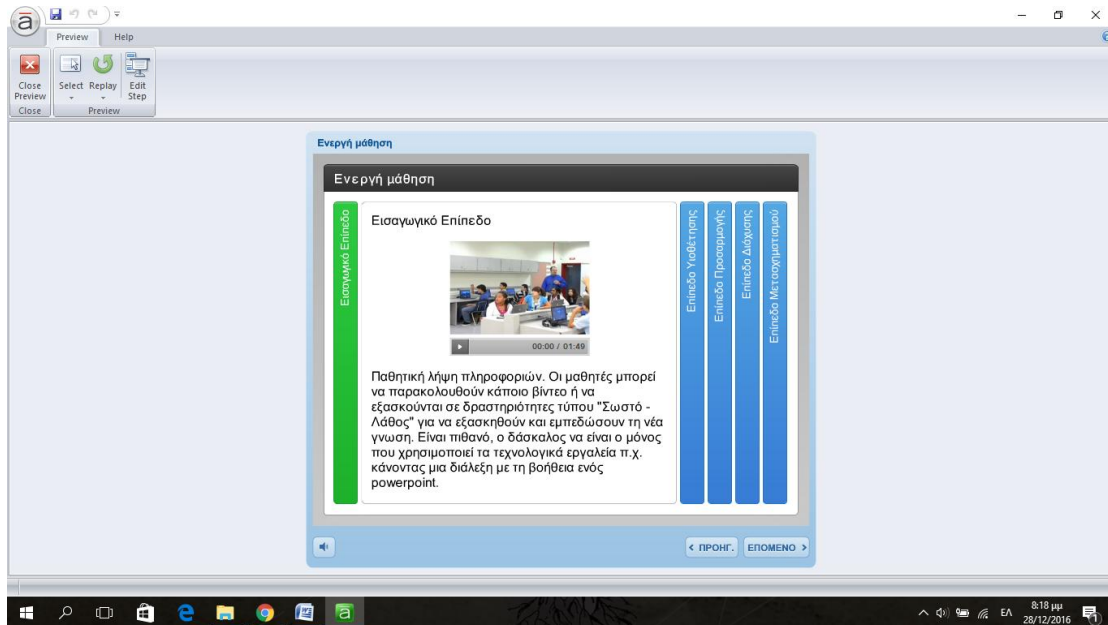 Preview
Help
Close Preview
Select
Replay
Edit Step
Close
Preview
Ενεργή μάθηση
Ενεργή μάθηση
Εισαγωγικό Επίπεδο
Εισαγωγικό Επίπεδο
00:00 / 01:49
Παθητική λήψη πληροφοριών. Οι μαθητές μπορεί
να παρακολουθούν κάποιο βίντεο ή να
εξασκούνται σε δραστηριότητες τύπου "Σωστό -
Λάθος" για να εξασκηθούν και εμπεδώσουν τη νέα
γνωση. Είναι πιθανό, ο δάσκαλος να είναι ο μόνος
που χρησιμοποιεί τα τεχνολογικά εργαλεία π.χ.
κάνοντας μια διάλεξη με τη βοήθεια ενός
powerpoint.
Επίπεδο Υιοθέτησης
Επίπεδο Προσαρμογής
Επίπεδο Διάχυσης
Επίπεδο Μετασχηματισμού
< ΠΡΟΗΓ.
ΕΠΟΜΕΝΟ >
ΕΛ
8:18 μμ
28/12/2016